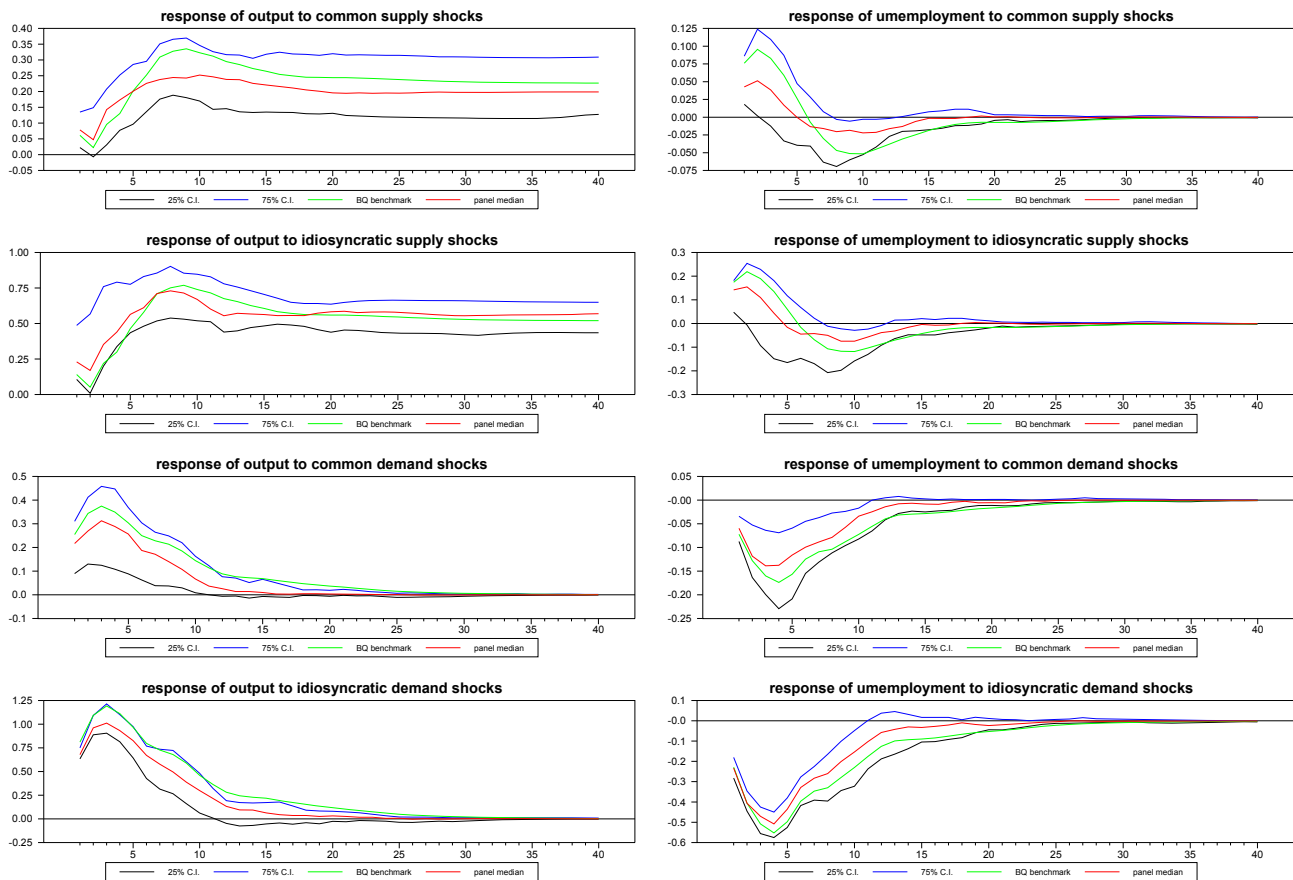 response of output to common supply shocks
0.40
0.35
0.30
0.25
0.20
0.15
0.10
0.05
0.00
-0.05
5 10 15 20 25 30 35 40
25% C.I. 75% C.I. BQ benchmark panel median
response of umemployment to common supply shocks
0.125
0.100
0.075
0.050
0.025
0.000
-0.025
-0.050
-0.075
5 10 15 20 25 30 35 40
25% C.I. 75% C.I. BQ benchmark panel median
response of output to idiosyncratic supply shocks
1.00
0.75
0.50
0.25
0.00
5 10 15 20 25 30 35 40
25% C.I. 75% C.I. BQ benchmark panel median
response of umemployment to idiosyncratic supply shocks
0.3
0.2
0.1
0.0
-0.1
-0.2
-0.3
5 10 15 20 25 30 35 40
25% C.I. 75% C.I. BQ benchmark panel median
response of output to common demand shocks
0.5
0.4
0.3
0.2
0.1
0.0
-0.1
5 10 15 20 25 30 35 40
25% C.I. 75% C.I. BQ benchmark panel median
response of umemployment to common demand shocks
0.05
-0.00
-0.05
-0.10
-0.15
-0.20
-0.25
5 10 15 20 25 30 35 40
25% C.I. 75% C.I. BQ benchmark panel median
response of output to idiosyncratic demand shocks
1.25
1.00
0.75
0.50
0.25
0.00
-0.25
5 10 15 20 25 30 35 40
25% C.I. 75% C.I. BQ benchmark panel median
response of umemployment to idiosyncratic demand shocks
0.1
-0.0
-0.1
-0.2
-0.3
-0.4
-0.5
-0.6
5 10 15 20 25 30 35 40
25% C.I. 75% C.I. BQ benchmark panel median